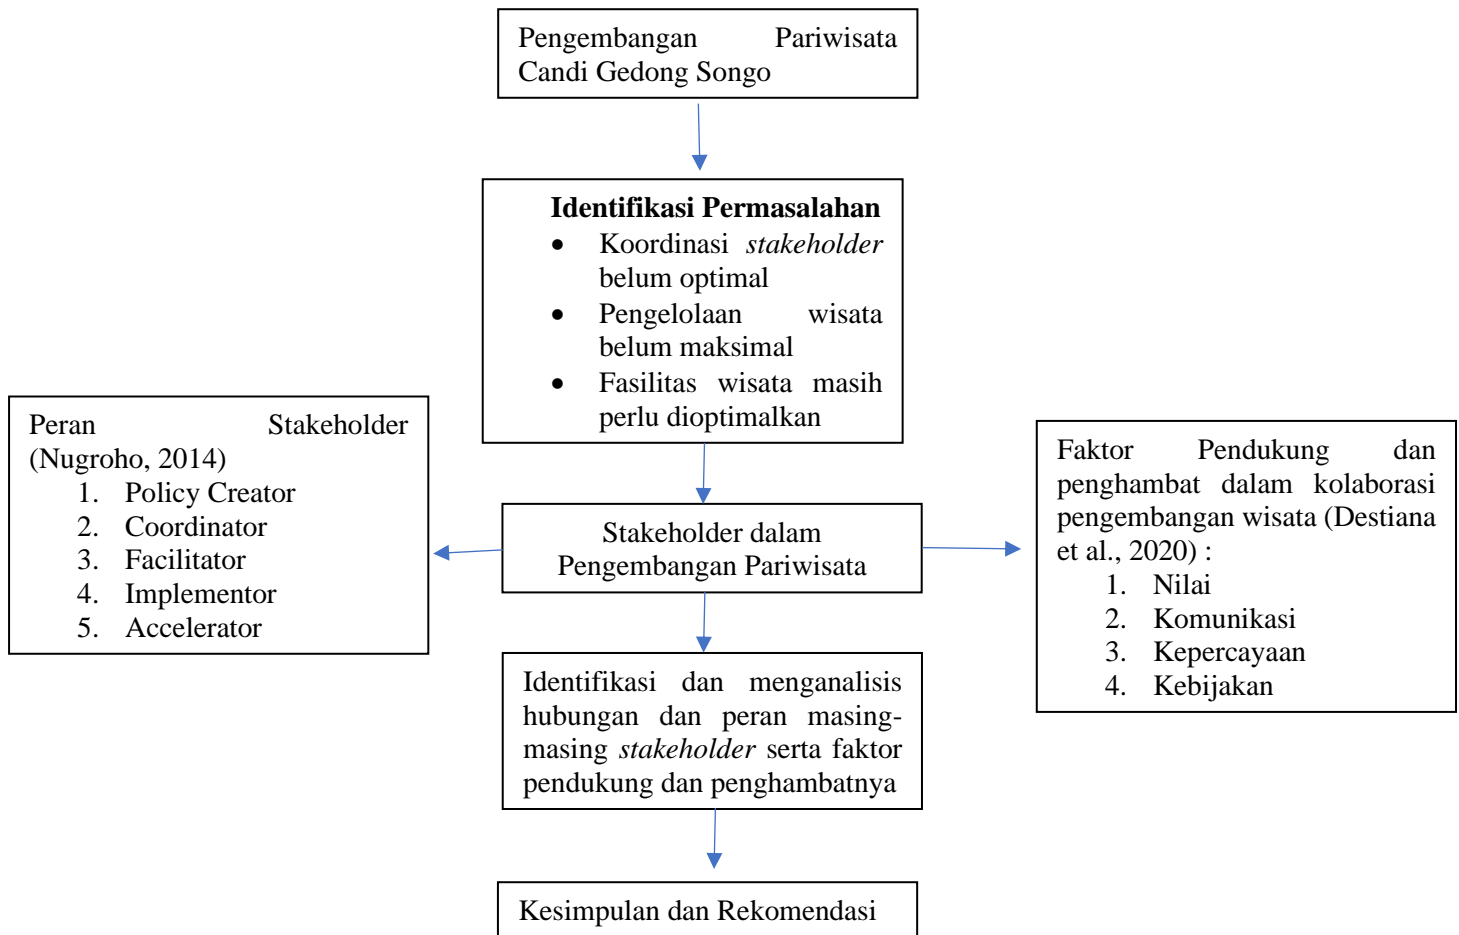 Pengembangan Pariwisata
Candi Gedong Songo
Identifikasi Permasalahan
• Koordinasi stakeholder
belum optimal
• Pengelolaan wisata
belum maksimal
• Fasilitas wisata masih
perlu dioptimalkan
Peran Stakeholder
(Nugroho, 2014)
1. Policy Creator
2. Coordinator
3. Facilitator
4. Implementor
5. Accelerator
Stakeholder dalam
Pengembangan Pariwisata
Faktor Pendukung dan
penghambat dalam kolaborasi
pengembangan wisata (Destiana
et al., 2020) :
1. Nilai
2. Komunikasi
3. Kepercayaan
4. Kebijakan
Identifikasi dan menganalisis
hubungan dan peran masing-
masing stakeholder serta faktor
pendukung dan penghambatnya
Kesimpulan dan Rekomendasi